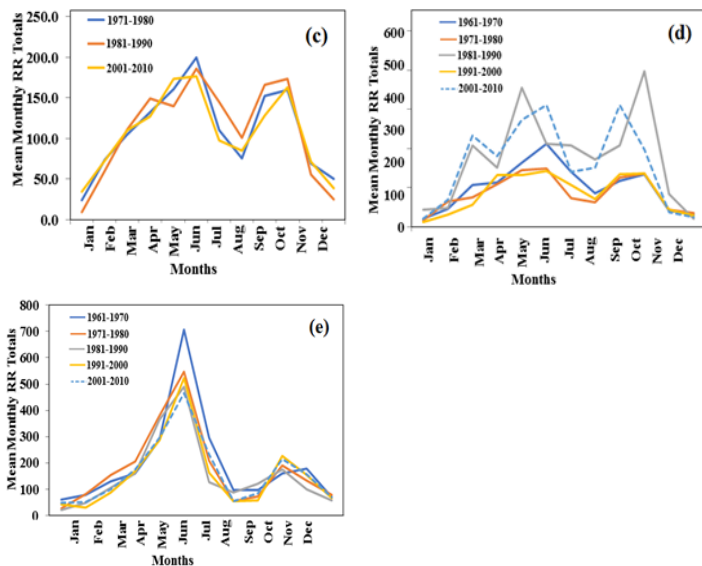 (c)
1971-1980
1981-1990
2001-2010
Mean Monthly RR Totals
250.0
200.0
150.0
100.0
50.0
0.0
Jan
Feb
Mar
Apr
May
Jun
Jul
Aug
Sep
Oct
Nov
Dec
Months
(d)
1961-1970
1971-1980
1981-1990
1991-2000
2001-2010
Mean Monthly RR Totals
600
500
400
300
200
100
0
Jan
Feb
Mar
Apr
May
Jun
Jul
Aug
Sep
Oct
Nov
Dec
Months
(e)
1961-1970
1971-1980
1981-1990
1991-2000
2001-2010
Mean Monthly RR Totals
800
700
600
500
400
300
200
100
0
Jan
Feb
Mar
Apr
May
Jun
Jul
Aug
Sep
Oct
Nov
Dec
Months